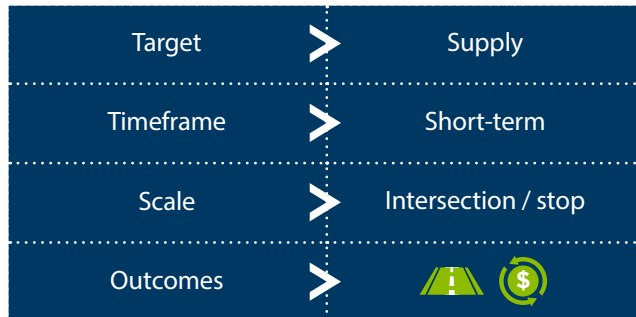 Target Supply
Timeframe Short-term
Scale Intersection / stop
Outcomes $